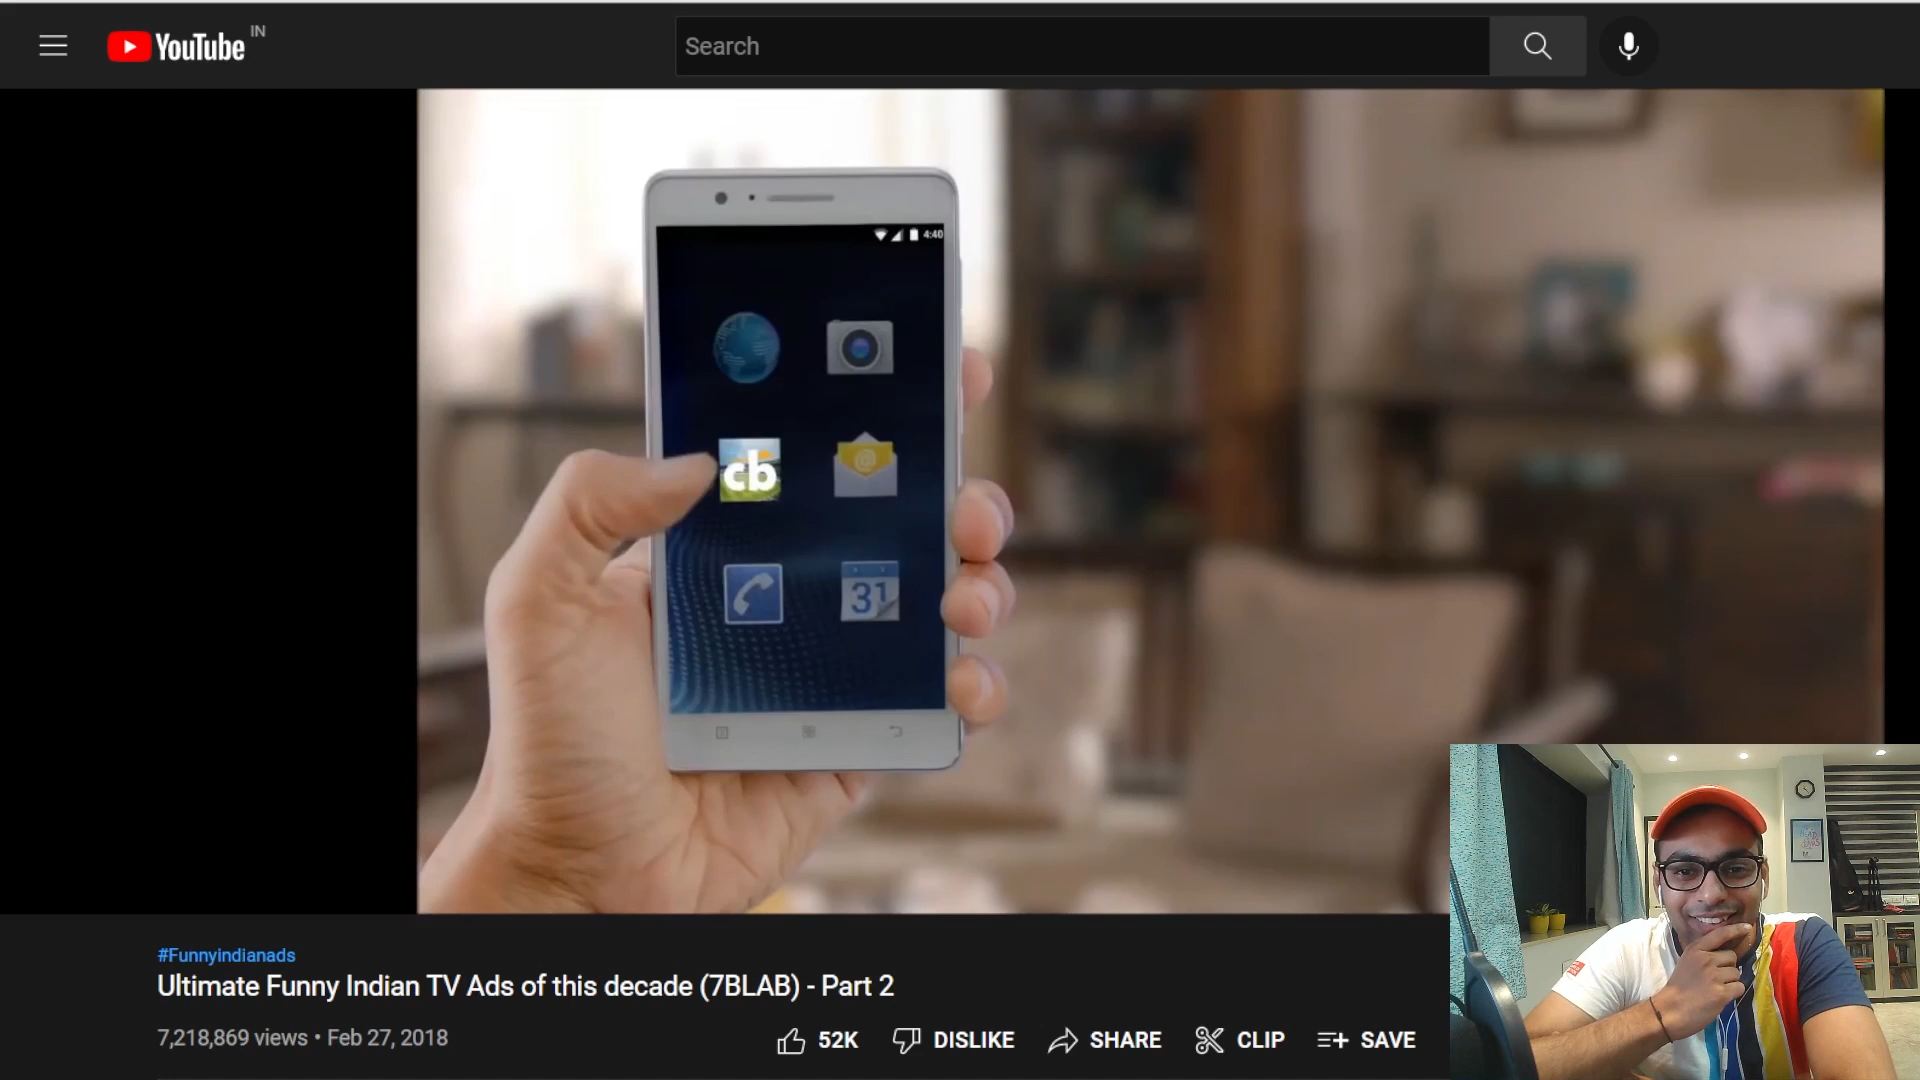 YouTube IN
Search
4:40
cb
@
31
#Funnyindianads
Ultimate Funny Indian TV Ads of this decade (7BLAB) - Part 2
7,218,869 views • Feb 27, 2018
52K
DISLIKE
SHARE
CLIP
SAVE